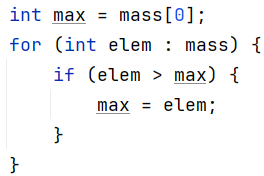 int max = mass[0];
for (int elem : mass) {
    if (elem > max) {
        max = elem;
    }
}